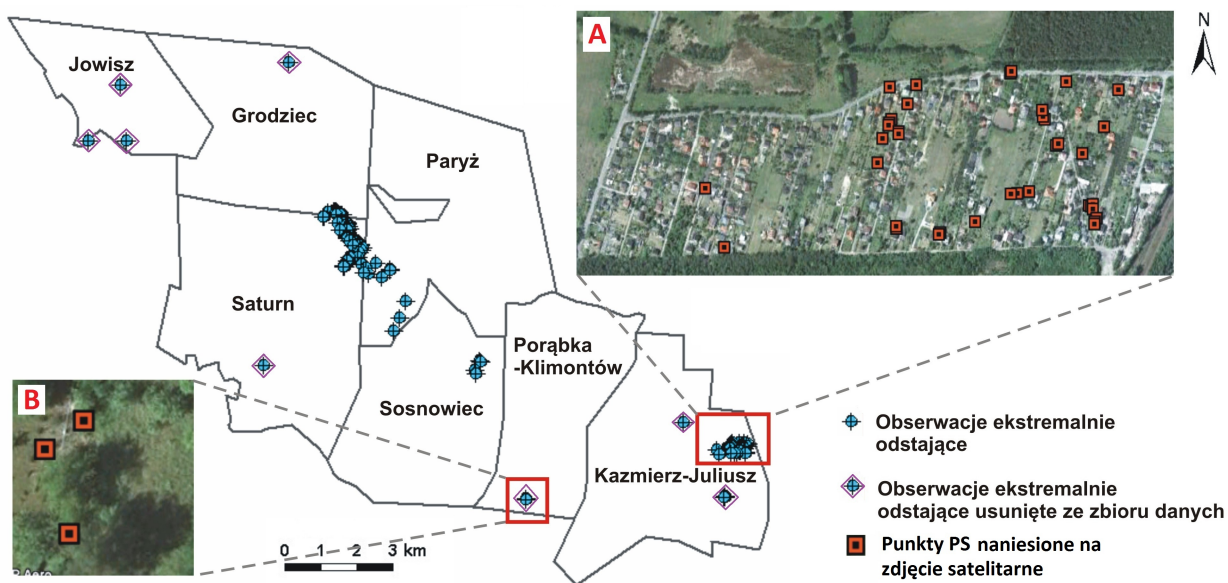 A
N
Jowisz
Grodziec
Paryż
Saturn
Porąbka
-Klimontów
B
Sosnowiec
Kazmierz-Juliusz
0 1 2 3 km
Obserwacje ekstremalnie
odstające
Obserwacje ekstremalnie
odstające usunięte ze zbioru danych
Punkty PS naniesione na
zdjęcie satelitarne